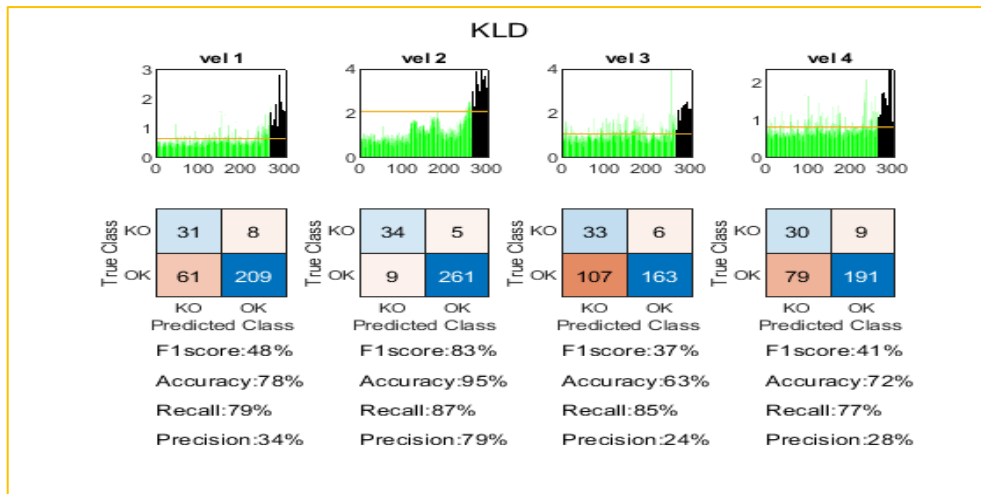 KLD
vel 1 vel 2 vel 3 vel 4
3 4 4
2 2
2 2 2
1 1
0 0 0 0
0 100 200 300 0 100 200 300 0 100 200 300 0 100 200 300
True Class KO 31 8 True Class KO 34 5 True Class KO 33 6 True Class KO 30 9
OK 61 209 OK 9 261 OK 107 163 OK 79 191
KO OK KO OK KO OK KO OK
Predicted Class Predicted Class Predicted Class Predicted Class
F1score:48% F1score:83% F1score:37% F1score:41%
Accuracy:78% Accuracy:95% Accuracy:63% Accuracy:72%
Recall:79% Recall:87% Recall:85% Recall:77%
Precision:34% Precision:79% Precision:24% Precision:28%